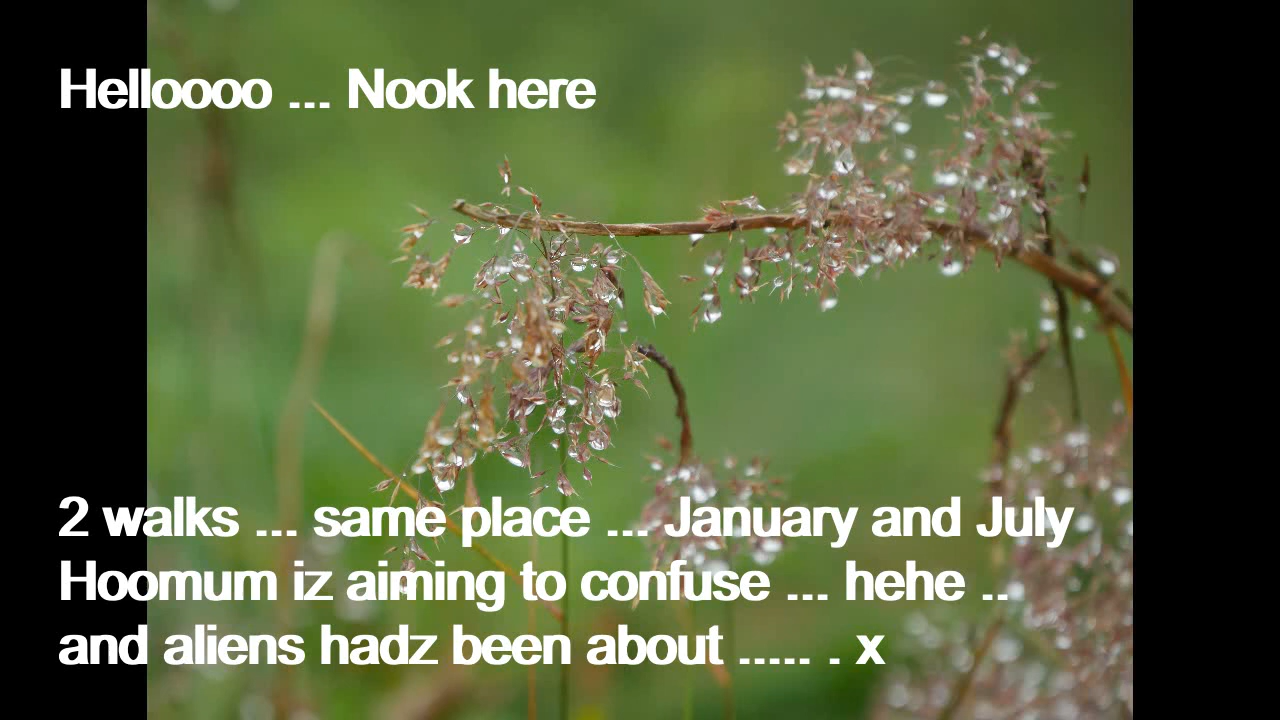 Helloooo ... Nook here
2 walks ... same place ... January and July
Hoomum iz aiming to confuse ... hehe ..
and aliens hadz been about ..... . x